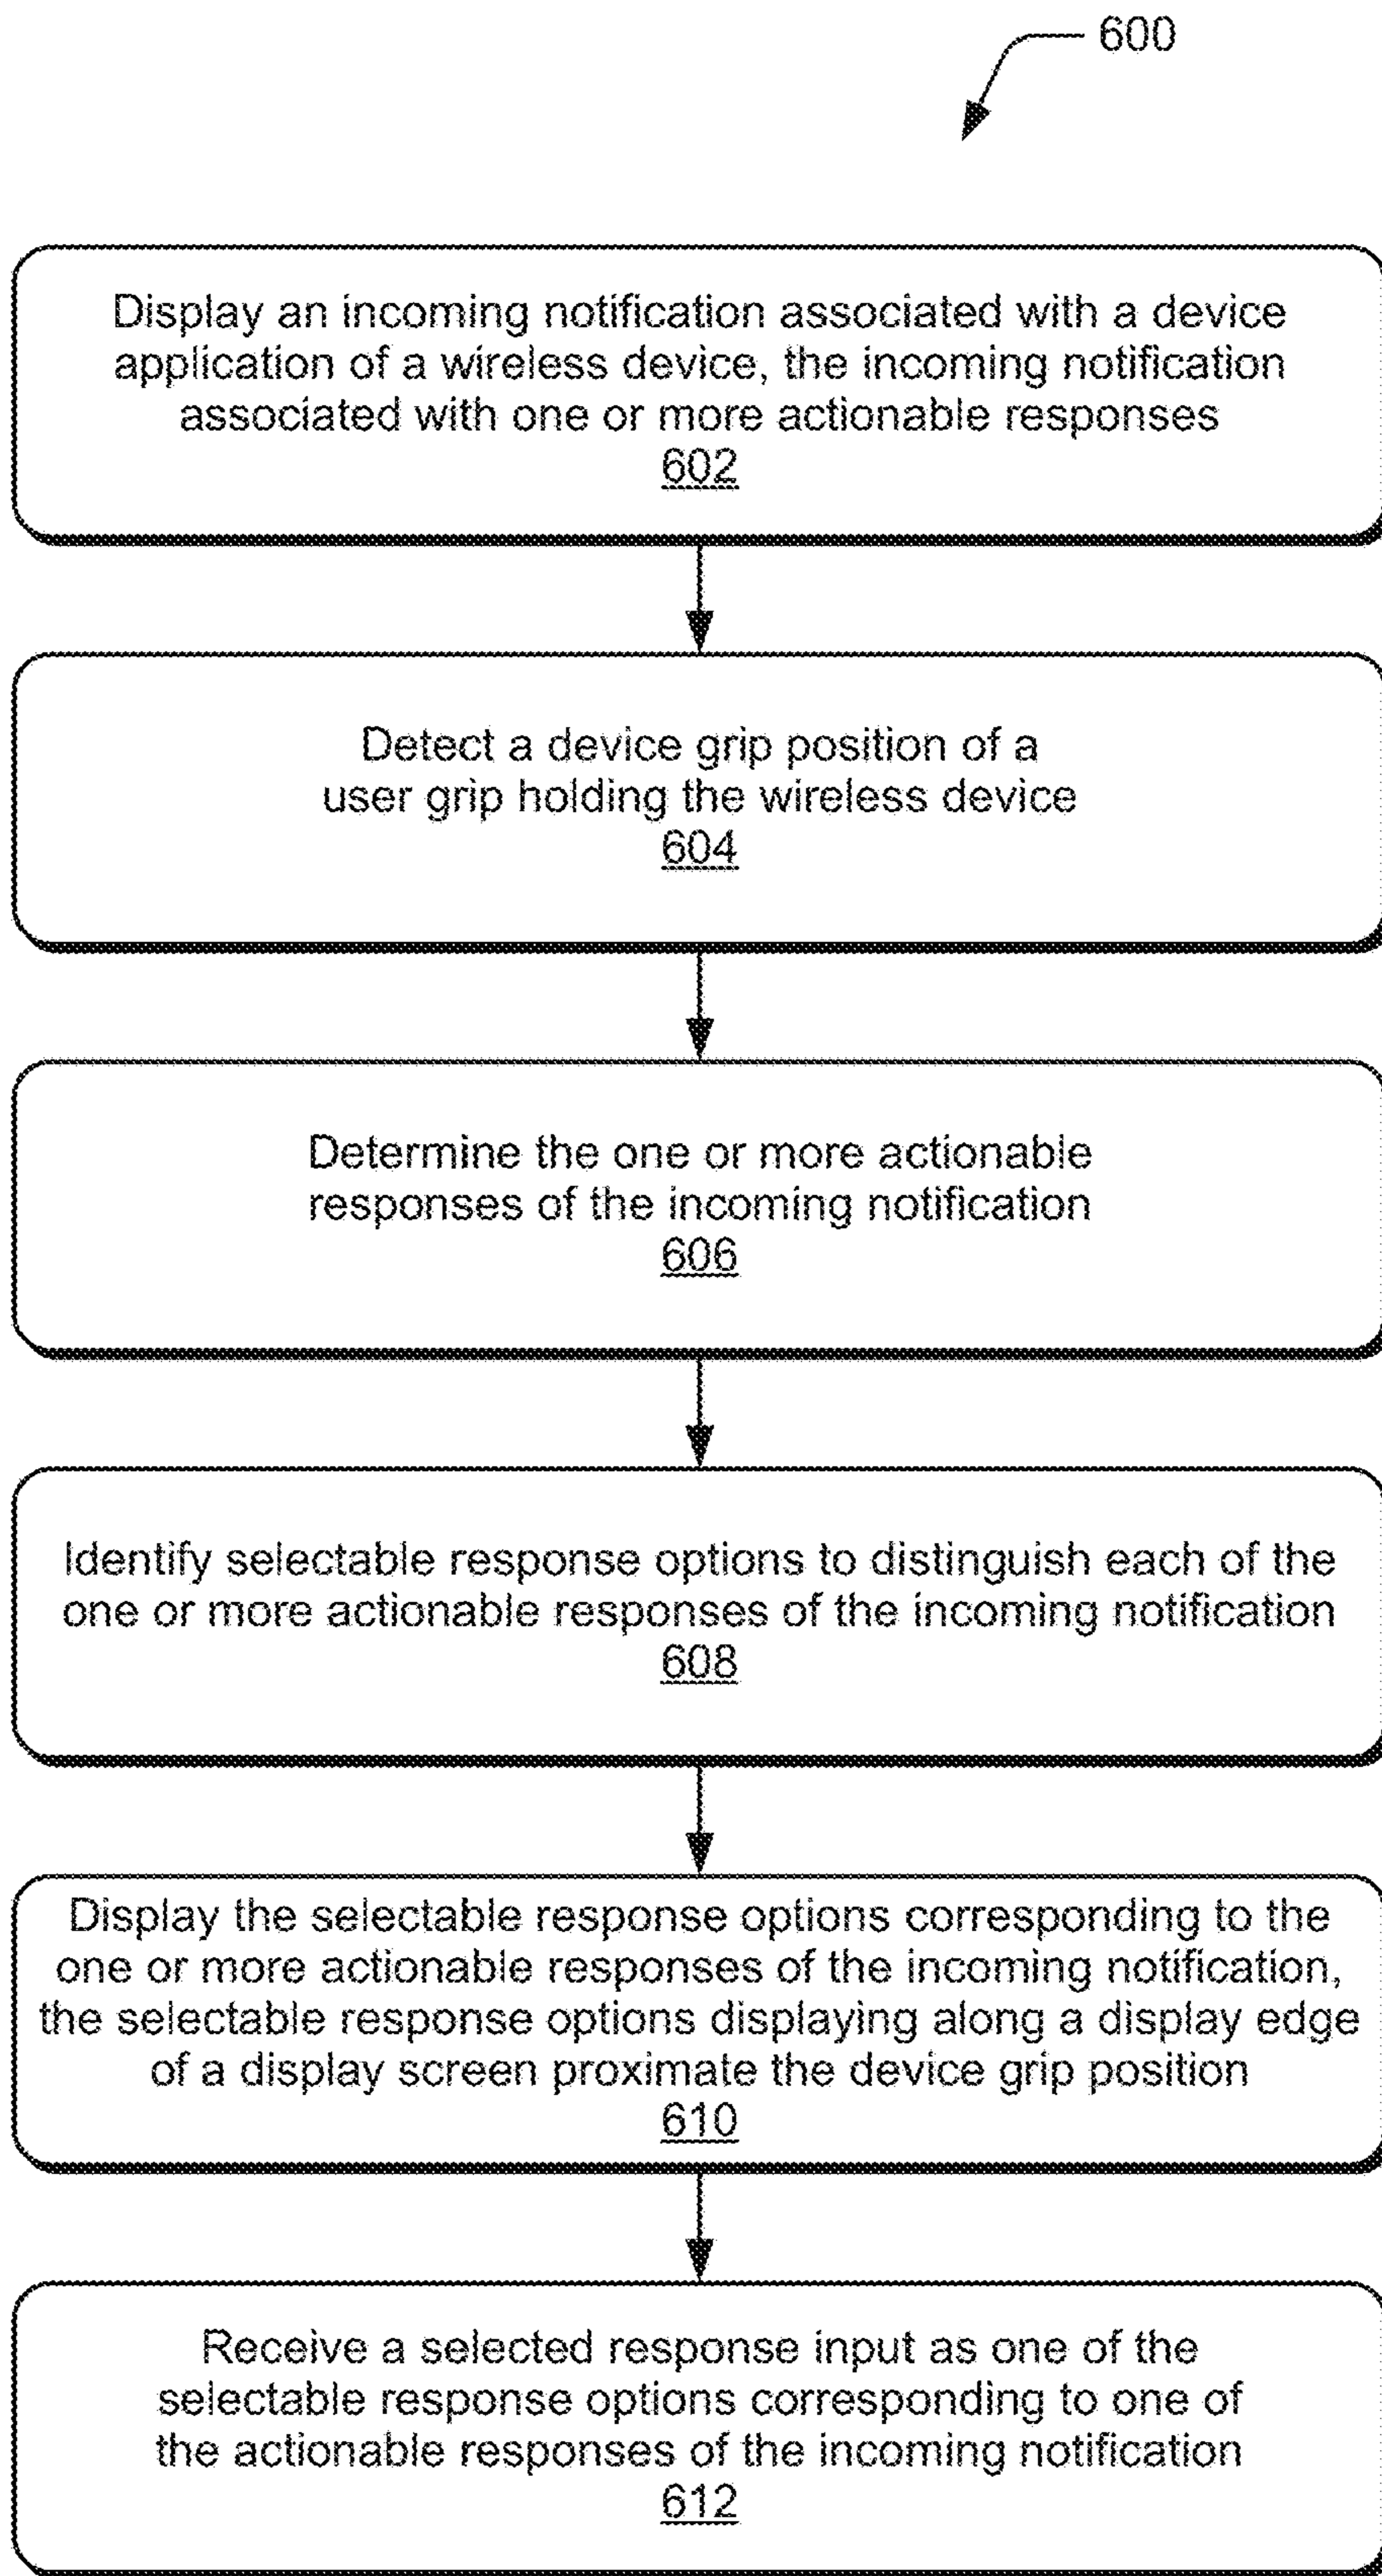 600
Display an incoming notification associated with a device
application of a wireless device, the incoming notification
associated with one or more actionable responses
602
Detect a device grip position of a
user grip holding the wireless device
604
Determine the one or more actionable
responses of the incoming notification
606
Identify selectable response options to distinguish each of the
one or more actionable responses of the incoming notification
608
Display the selectable response options corresponding to the
one or more actionable responses of the incoming notification,
the selectable response options displaying along a display edge
of a display screen proximate the device grip position
610
Receive a selected response input as one of the
selectable response options corresponding to one of
the actionable responses of the incoming notification
612